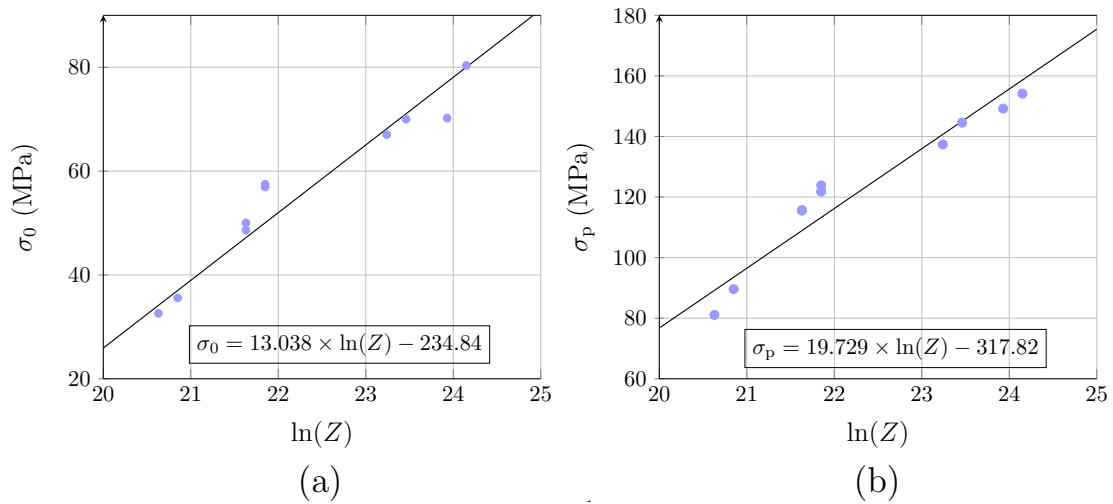 80
60
40
20
20 21 22 23 24 25
σ₀ (MPa)
ln(Z)
σ₀ = 13.038 × ln(Z) − 234.84
(a)
180
160
140
120
100
80
60
20 21 22 23 24 25
σₚ (MPa)
ln(Z)
σₚ = 19.729 × ln(Z) − 317.82
(b)